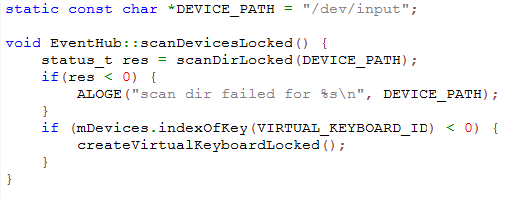 static const char *DEVICE_PATH = "/dev/input";
void EventHub::scanDevicesLocked() {
status_t res = scanDirLocked(DEVICE_PATH);
if(res < 0) {
ALOGE("scan dir failed for %s\n", DEVICE_PATH);
}
if (mDevices.indexOfKey(VIRTUAL_KEYBOARD_ID) < 0) {
createVirtualKeyboardLocked();
}
}